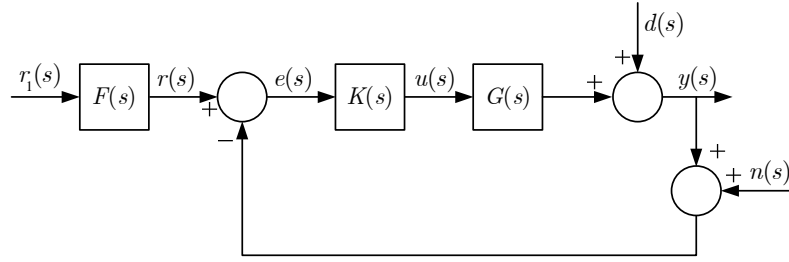 d(s)
+
r₁(s) F(s) r(s) + e(s) K(s) u(s) G(s) + y(s)
−
+
+ n(s)